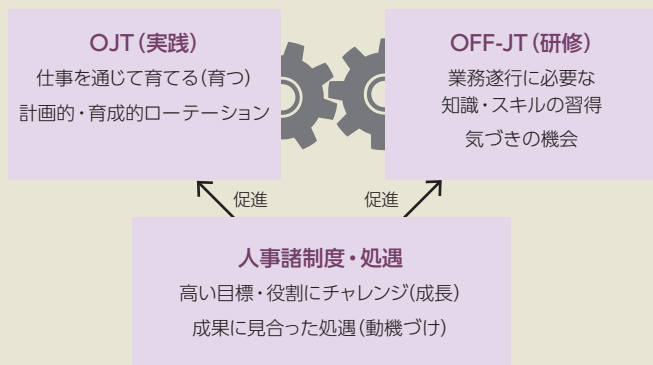 OJT（実践）
仕事を通じて育てる（育つ）
計画的・育成的ローテーション
OFF-JT（研修）
業務遂行に必要な
知識・スキルの習得
気づきの機会
促進
促進
人事諸制度・処遇
高い目標・役割にチャレンジ（成長）
成果に見合った処遇（動機づけ）